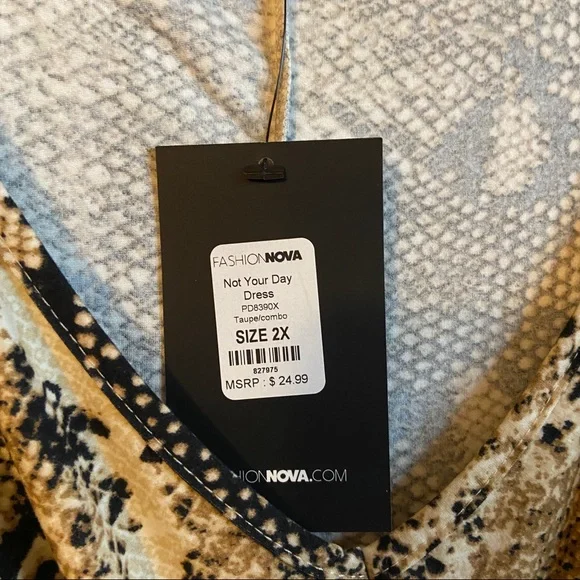 FASHIONNOVA
Not Your Day
Dress
PD8390X
Taupe/combo
SIZE 2X
827975
MSRP : $ 24.99
HIONNOVA.COM